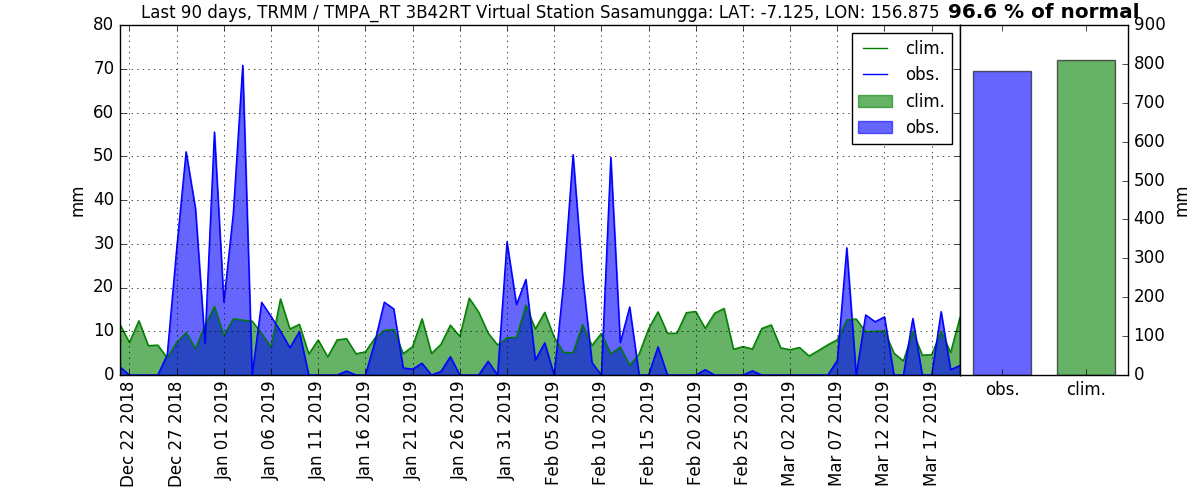 Last 90 days, TRMM / TMPA_RT 3B42RT Virtual Station Sasamungga: LAT: -7.125, LON: 156.875 96.6 % of normal
80
70
60
50
40
30
20
10
0
mm
clim.
obs.
clim.
obs.
900
800
700
600
500
400
300
200
100
0
mm
Dec 22 2018
Dec 27 2018
Jan 01 2019
Jan 06 2019
Jan 11 2019
Jan 16 2019
Jan 21 2019
Jan 26 2019
Jan 31 2019
Feb 05 2019
Feb 10 2019
Feb 15 2019
Feb 20 2019
Feb 25 2019
Mar 02 2019
Mar 07 2019
Mar 12 2019
Mar 17 2019
obs.
clim.